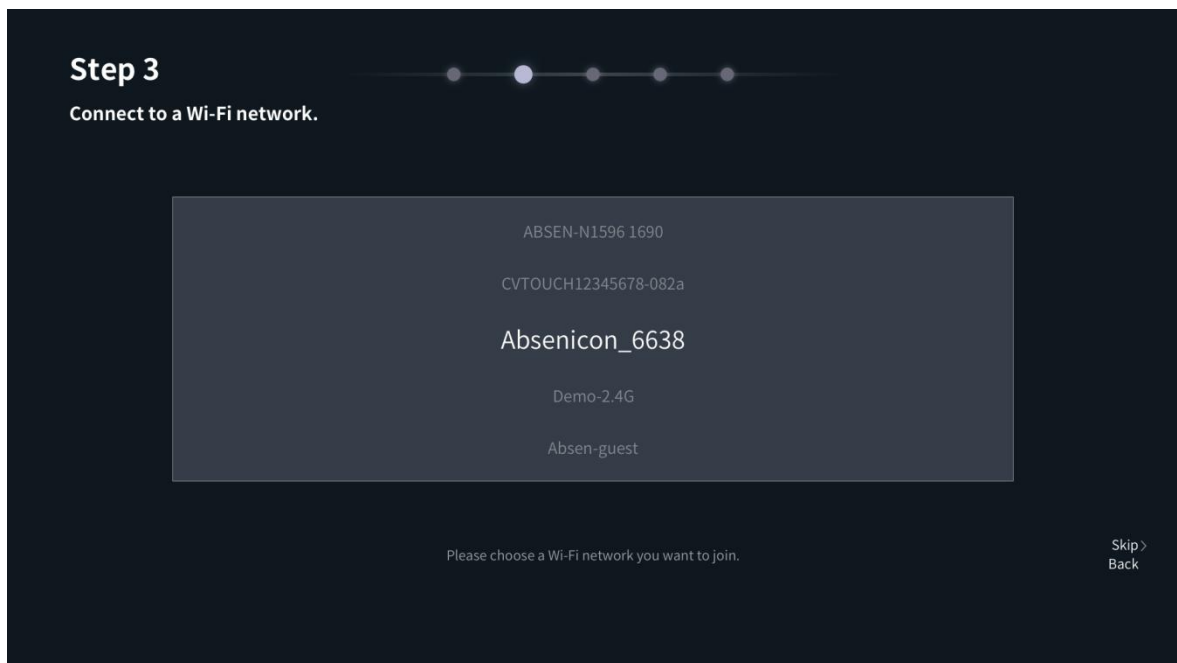 Step 3
Connect to a Wi-Fi network.
ABSEN-N1596 1690
CVTOUCH12345678-082a
Absenicon_6638
Demo-2.4G
Absen-guest
Please choose a Wi-Fi network you want to join.
Skip >
Back